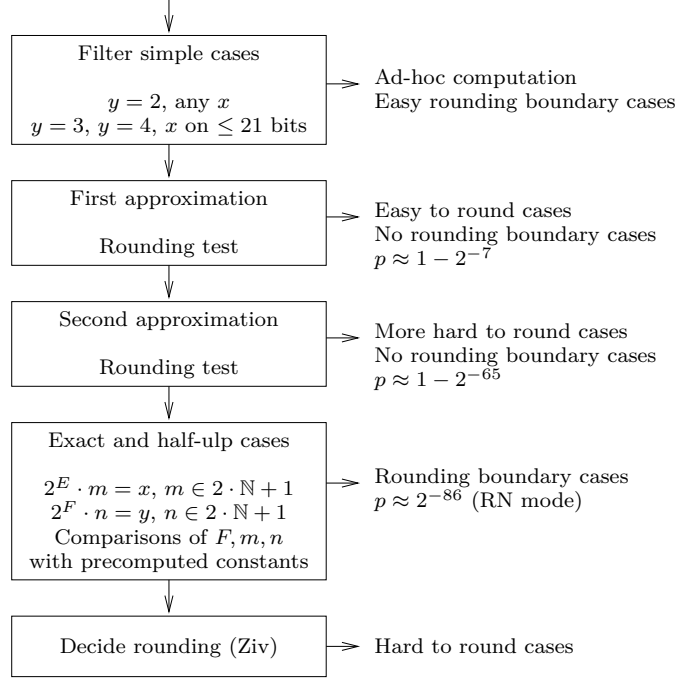 Filter simple cases
y = 2, any x
y = 3, y = 4, x on ≤ 21 bits
Ad-hoc computation
Easy rounding boundary cases
First approximation
Rounding test
Easy to round cases
No rounding boundary cases
p ≈ 1 − 2^{−7}
Second approximation
Rounding test
More hard to round cases
No rounding boundary cases
p ≈ 1 − 2^{−65}
Exact and half-ulp cases
2^E · m = x, m ∈ 2 · ℕ + 1
2^F · n = y, n ∈ 2 · ℕ + 1
Comparisons of F, m, n
with precomputed constants
Rounding boundary cases
p ≈ 2^{−86} (RN mode)
Decide rounding (Ziv)
Hard to round cases